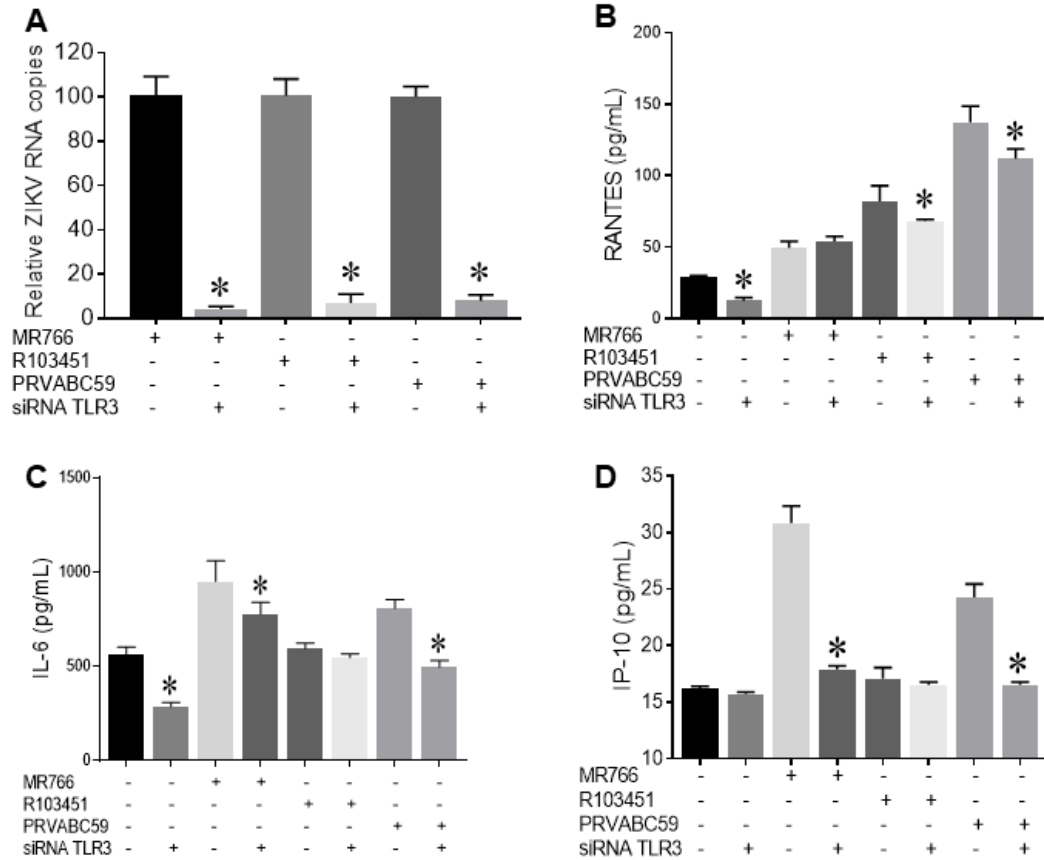 A
Relative ZIKV RNA copies
120
100
80
60
40
20
0
* * *
MR766 + + - - - -
R103451 - - + + - -
PRVABC59 - - - - + +
siRNA TLR3 - + - + - +
B
RANTES (pg/mL)
200
150
100
50
0
* * *
MR766 - - + + - - - -
R103451 - - - - + + - -
PRVABC59 - - - - - - + +
siRNA TLR3 - + - + - + - +
C
IL-6 (pg/mL)
1500
1000
500
0
* * *
MR766 - - + + - - - -
R103451 - - - - + + - -
PRVABC59 - - - - - - + +
siRNA TLR3 - + - + - + - +
D
IP-10 (pg/mL)
35
30
25
20
15
10
* *
MR766 - - + + - - - -
R103451 - - - - + + - -
PRVABC59 - - - - - - + +
siRNA TLR3 - + - + - + - +